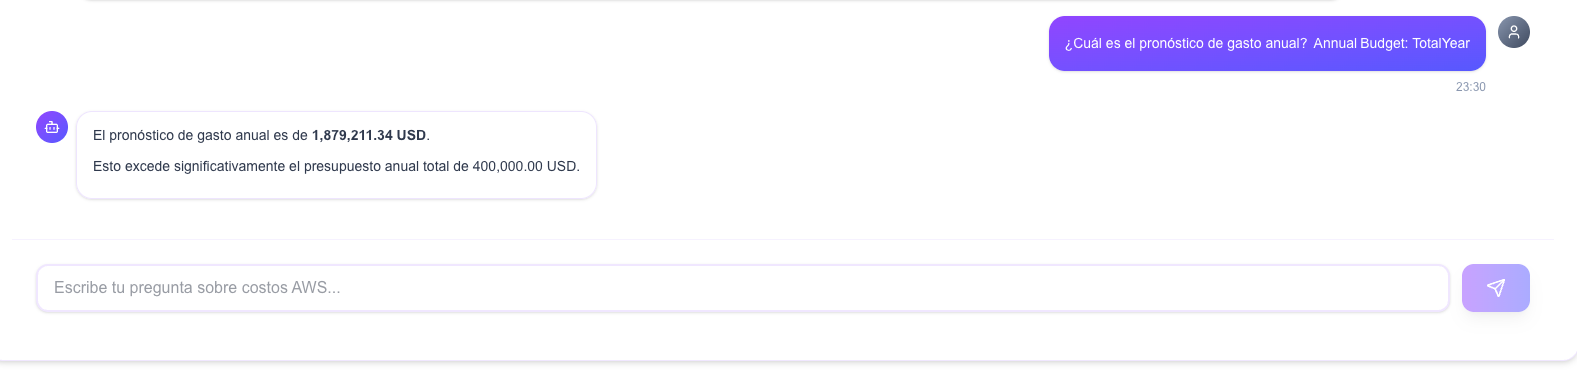 ¿Cuál es el pronóstico de gasto anual? Annual Budget: TotalYear
23:30
El pronóstico de gasto anual es de 1,879,211.34 USD.
Esto excede significativamente el presupuesto anual total de 400,000.00 USD.
Escribe tu pregunta sobre costos AWS...